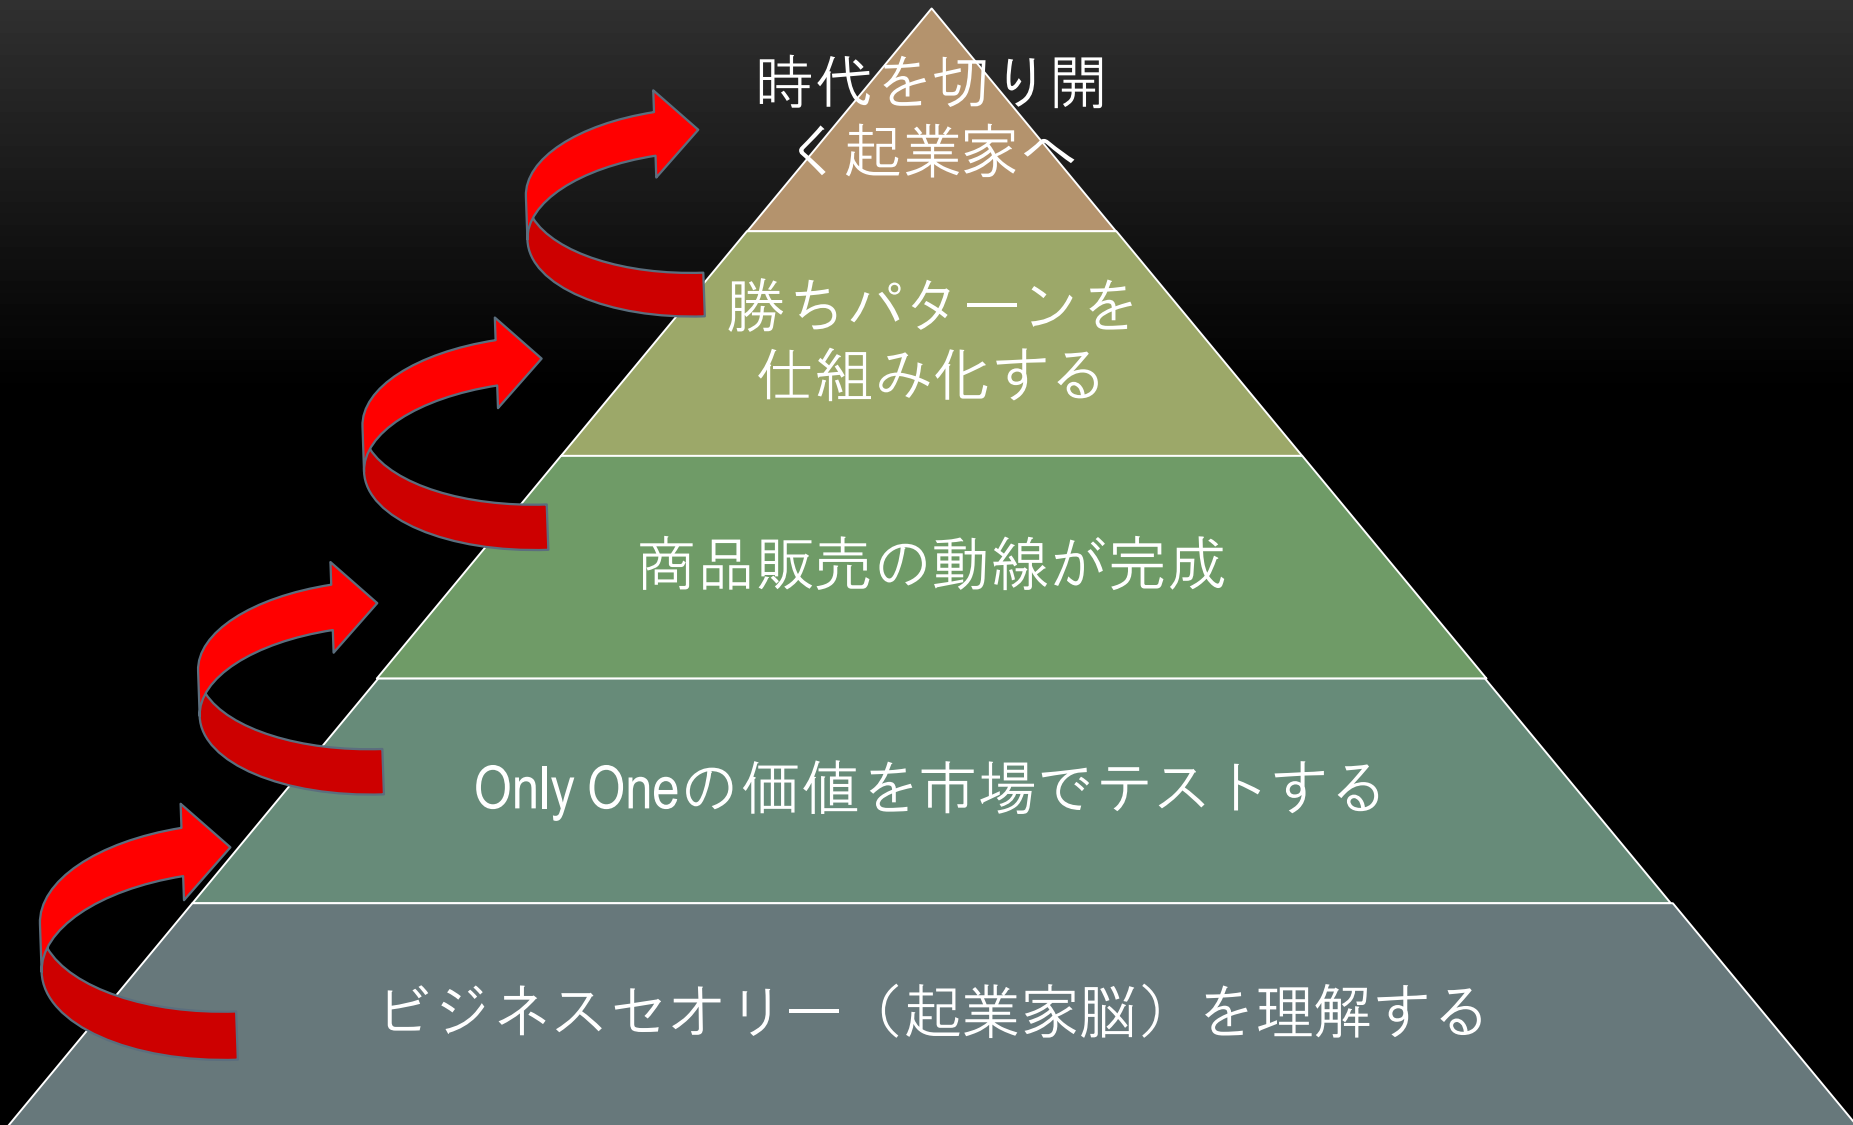 時代を切り開
く起業家へ
勝ちパターンを
仕組み化する
商品販売の動線が完成
Only Oneの価値を市場でテストする
ビジネスセオリー（起業家脳）を理解する